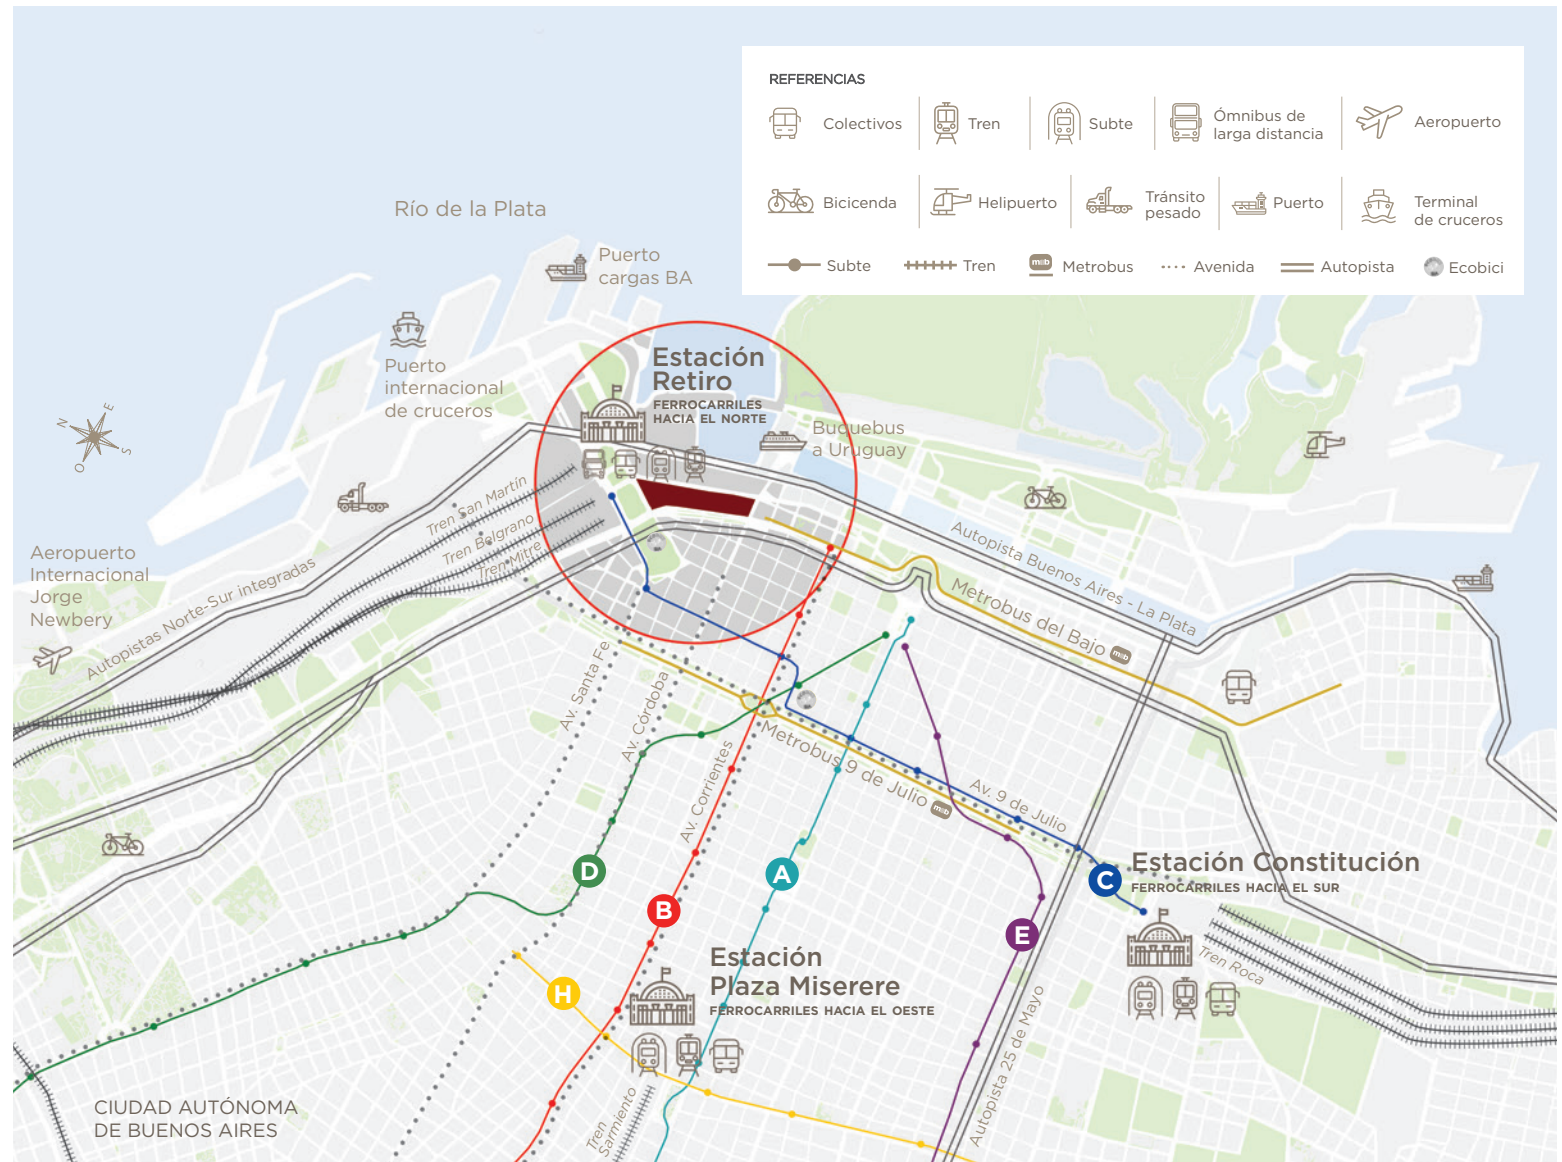 REFERENCIAS
Colectivos
Tren
Subte
Ómnibus de
larga distancia
Aeropuerto
Bicicenda
Helipuerto
Tránsito
pesado
Puerto
Terminal
de cruceros
Subte
Tren
mb
Metrobus
Avenida
Autopista
Ecobici
Río de la Plata
Puerto
cargas BA
Puerto
internacional
de cruceros
Estación
Retiro
FERROCARRILES
HACIA EL NORTE
Buquebus
a Uruguay
N
E
S
O
Tren San Martín
Tren Belgrano
Tren Mitre
Aeropuerto
Internacional
Jorge
Newbery
Autopistas Norte-Sur integradas
Autopista Buenos Aires - La Plata
Metrobus del Bajo
mb
Av. Santa Fe
Av. Córdoba
Av. Corrientes
Metrobus 9 de Julio
mb
Av. 9 de Julio
D
B
A
C
E
H
Estación Constitución
FERROCARRILES HACIA EL SUR
Tren Roca
Estación
Plaza Miserere
FERROCARRILES HACIA EL OESTE
Autopista 25 de Mayo
Tren
Sarmiento
CIUDAD AUTÓNOMA
DE BUENOS AIRES